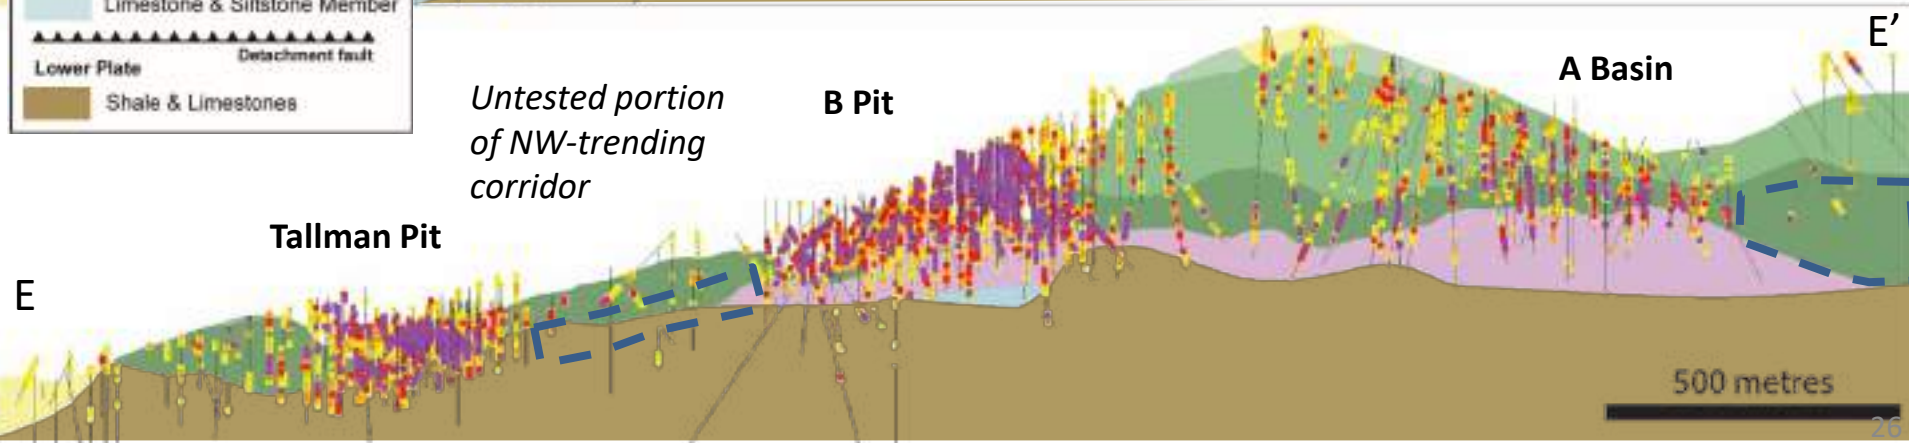 Limestone & Siltstone Member
Detachment fault
Lower Plate
Shale & Limestones
Untested portion
of NW-trending
corridor
B Pit
A Basin
E’
Tallman Pit
E
500 metres
26